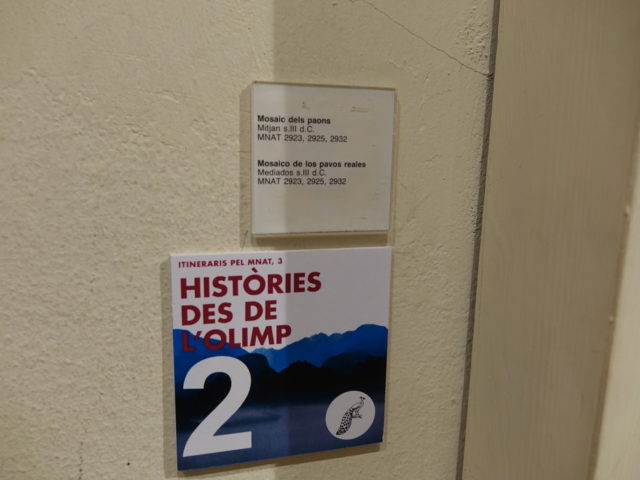 Mosaic dels paons
Mitjan s.III d.C.
MNAT 2923, 2925, 2932
Mosaico de los pavos reales
Mediados s.III d.C.
MNAT 2923, 2925, 2932
ITINERARIS PEL MNAT, 3
HISTÒRIES
DES DE
L'OLIMP
2